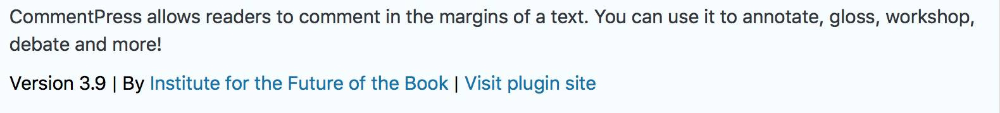 CommentPress allows readers to comment in the margins of a text. You can use it to annotate, gloss, workshop,
debate and more!
Version 3.9 | By Institute for the Future of the Book | Visit plugin site